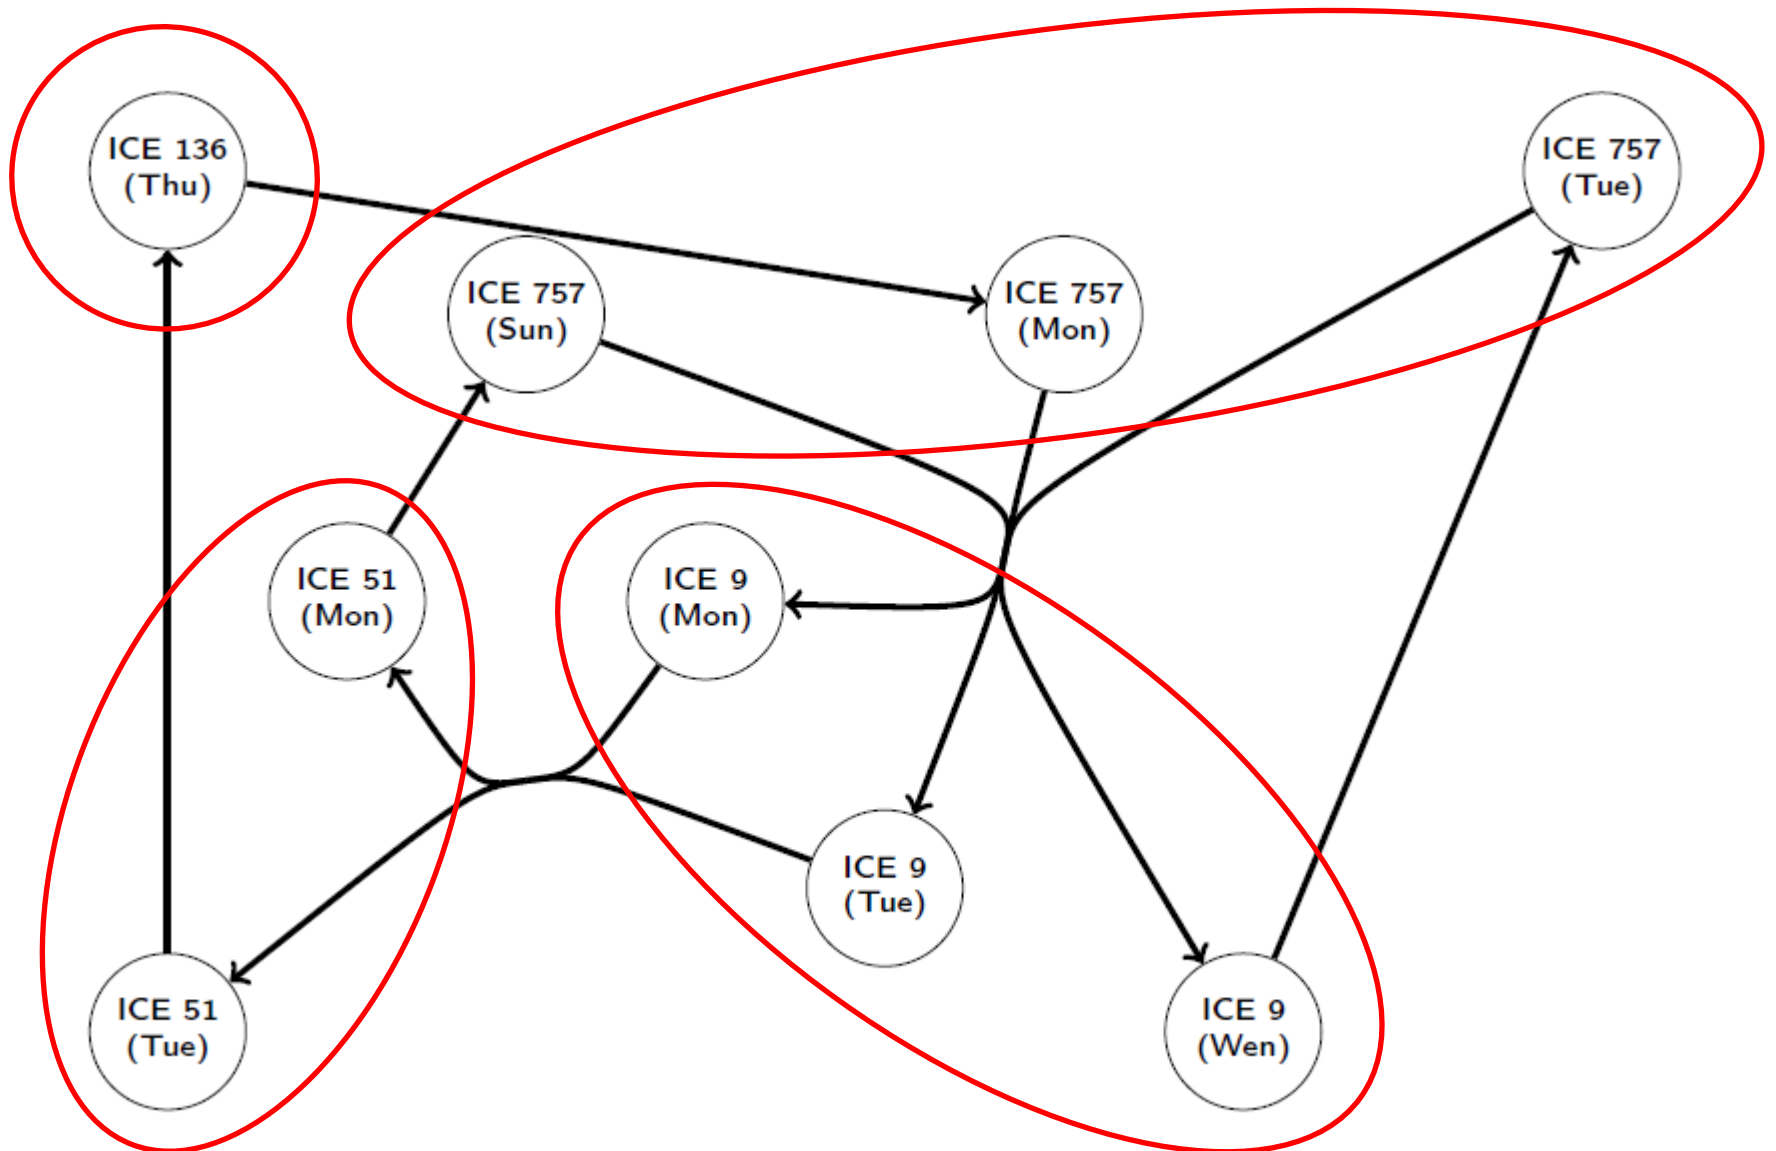 ICE 136
(Thu)
ICE 757
(Tue)
ICE 757
(Sun)
ICE 757
(Mon)
ICE 51
(Mon)
ICE 9
(Mon)
ICE 9
(Tue)
ICE 51
(Tue)
ICE 9
(Wen)